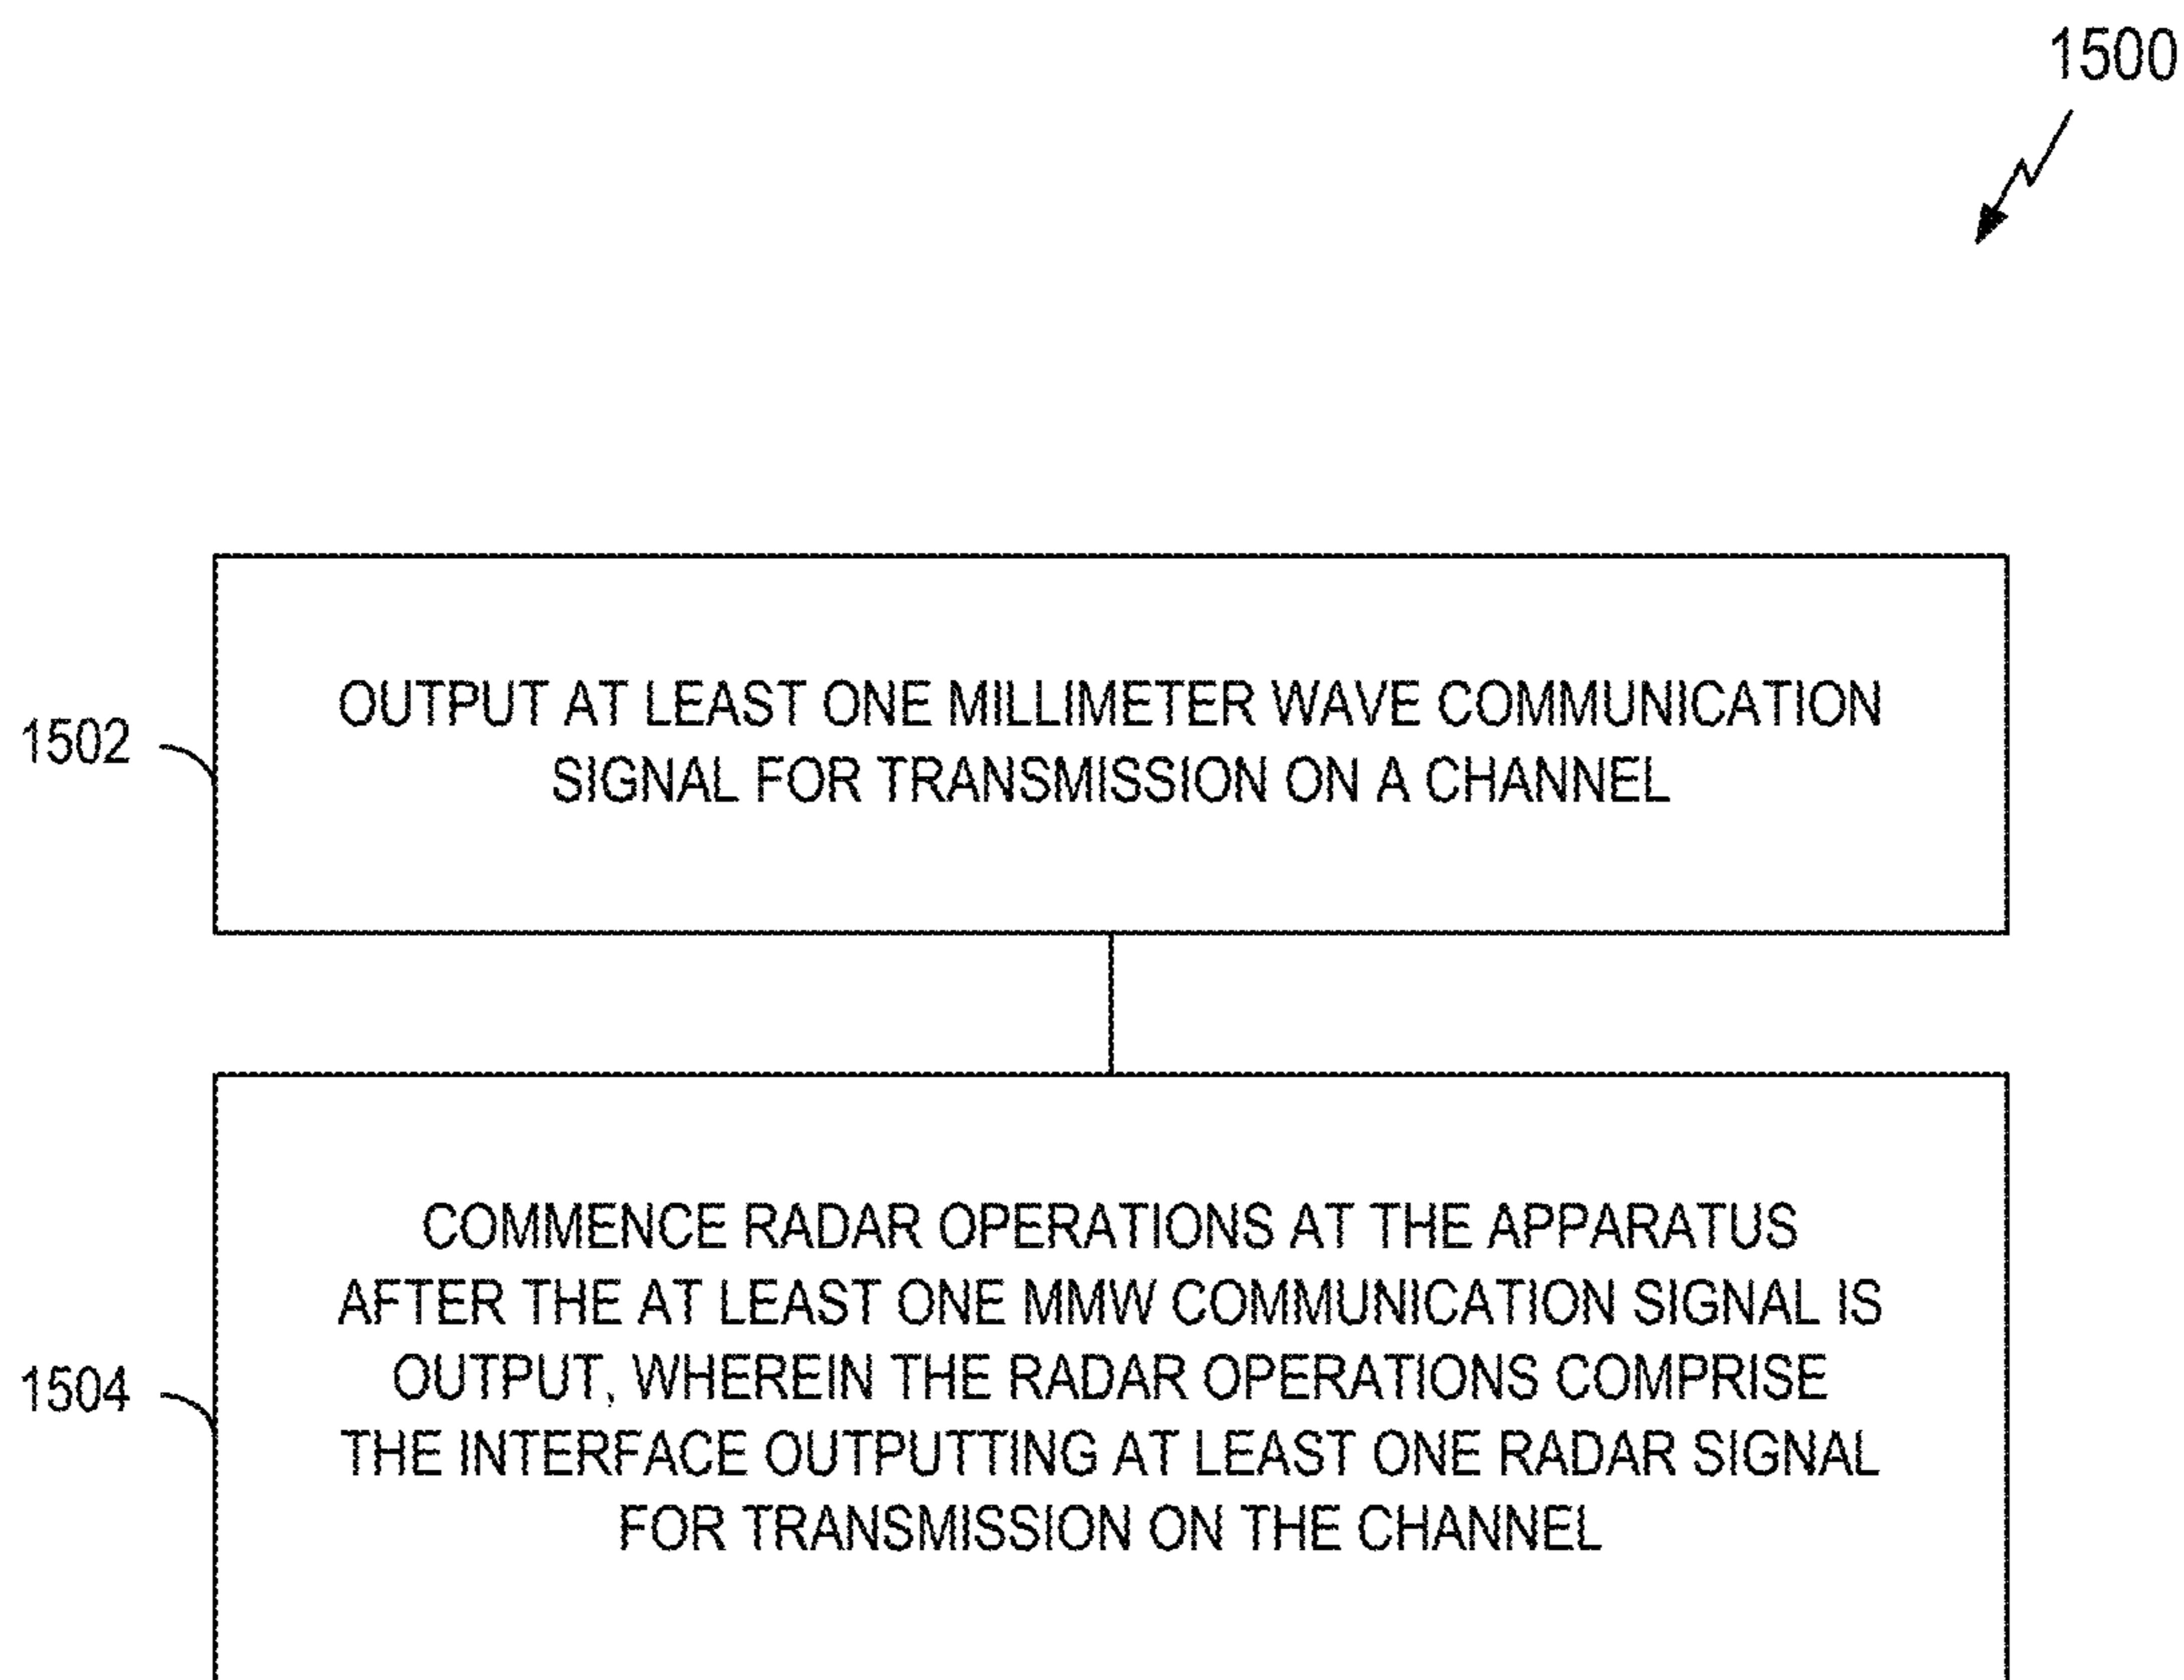 1500
1502
OUTPUT AT LEAST ONE MILLIMETER WAVE COMMUNICATION
SIGNAL FOR TRANSMISSION ON A CHANNEL
1504
COMMENCE RADAR OPERATIONS AT THE APPARATUS
AFTER THE AT LEAST ONE MMW COMMUNICATION SIGNAL IS
OUTPUT, WHEREIN THE RADAR OPERATIONS COMPRISE
THE INTERFACE OUTPUTTING AT LEAST ONE RADAR SIGNAL
FOR TRANSMISSION ON THE CHANNEL